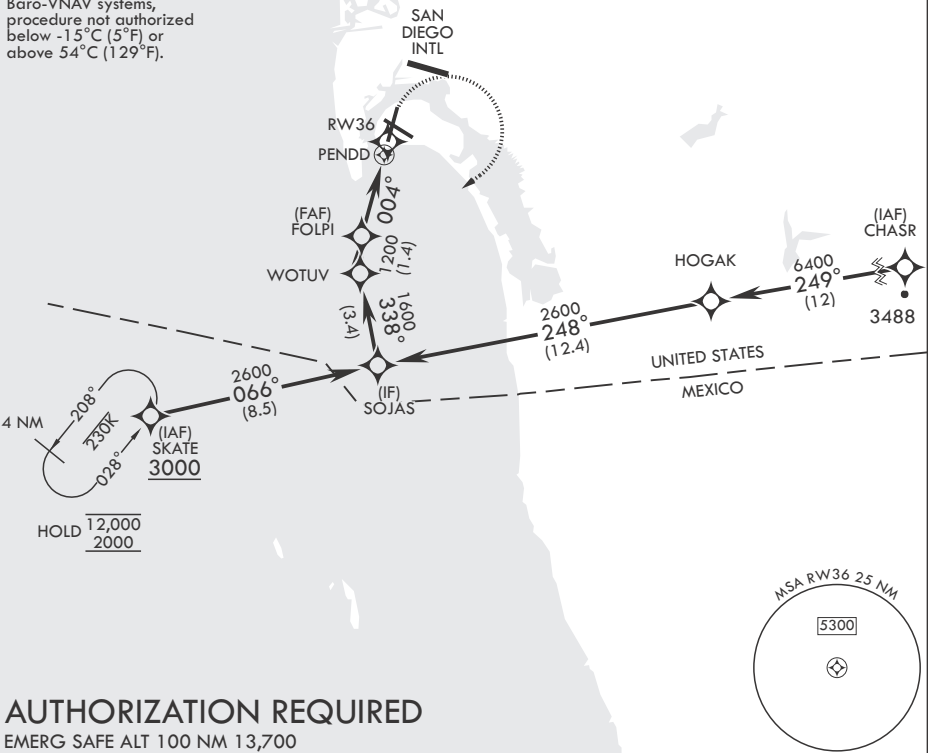 Baro-VNAV systems,
procedure not authorized
below -15°C (5°F) or
above 54°C (129°F).
SAN
DIEGO
INTL
RW36
PENDD
004°
(FAF)
FOLPI
1200
(1.4)
WOTUV
1600
338°
(3.4)
(IAF)
CHASR
3488
6400
249°
(12)
HOGAK
2600
248°
(12.4)
UNITED STATES
MEXICO
(IF)
SOJAS
2600
066°
(8.5)
208°
230K
028°
4 NM
(IAF)
SKATE
3000
HOLD 12,000
2000
MSA RW36 25 NM
5300
AUTHORIZATION REQUIRED
EMERG SAFE ALT 100 NM 13,700